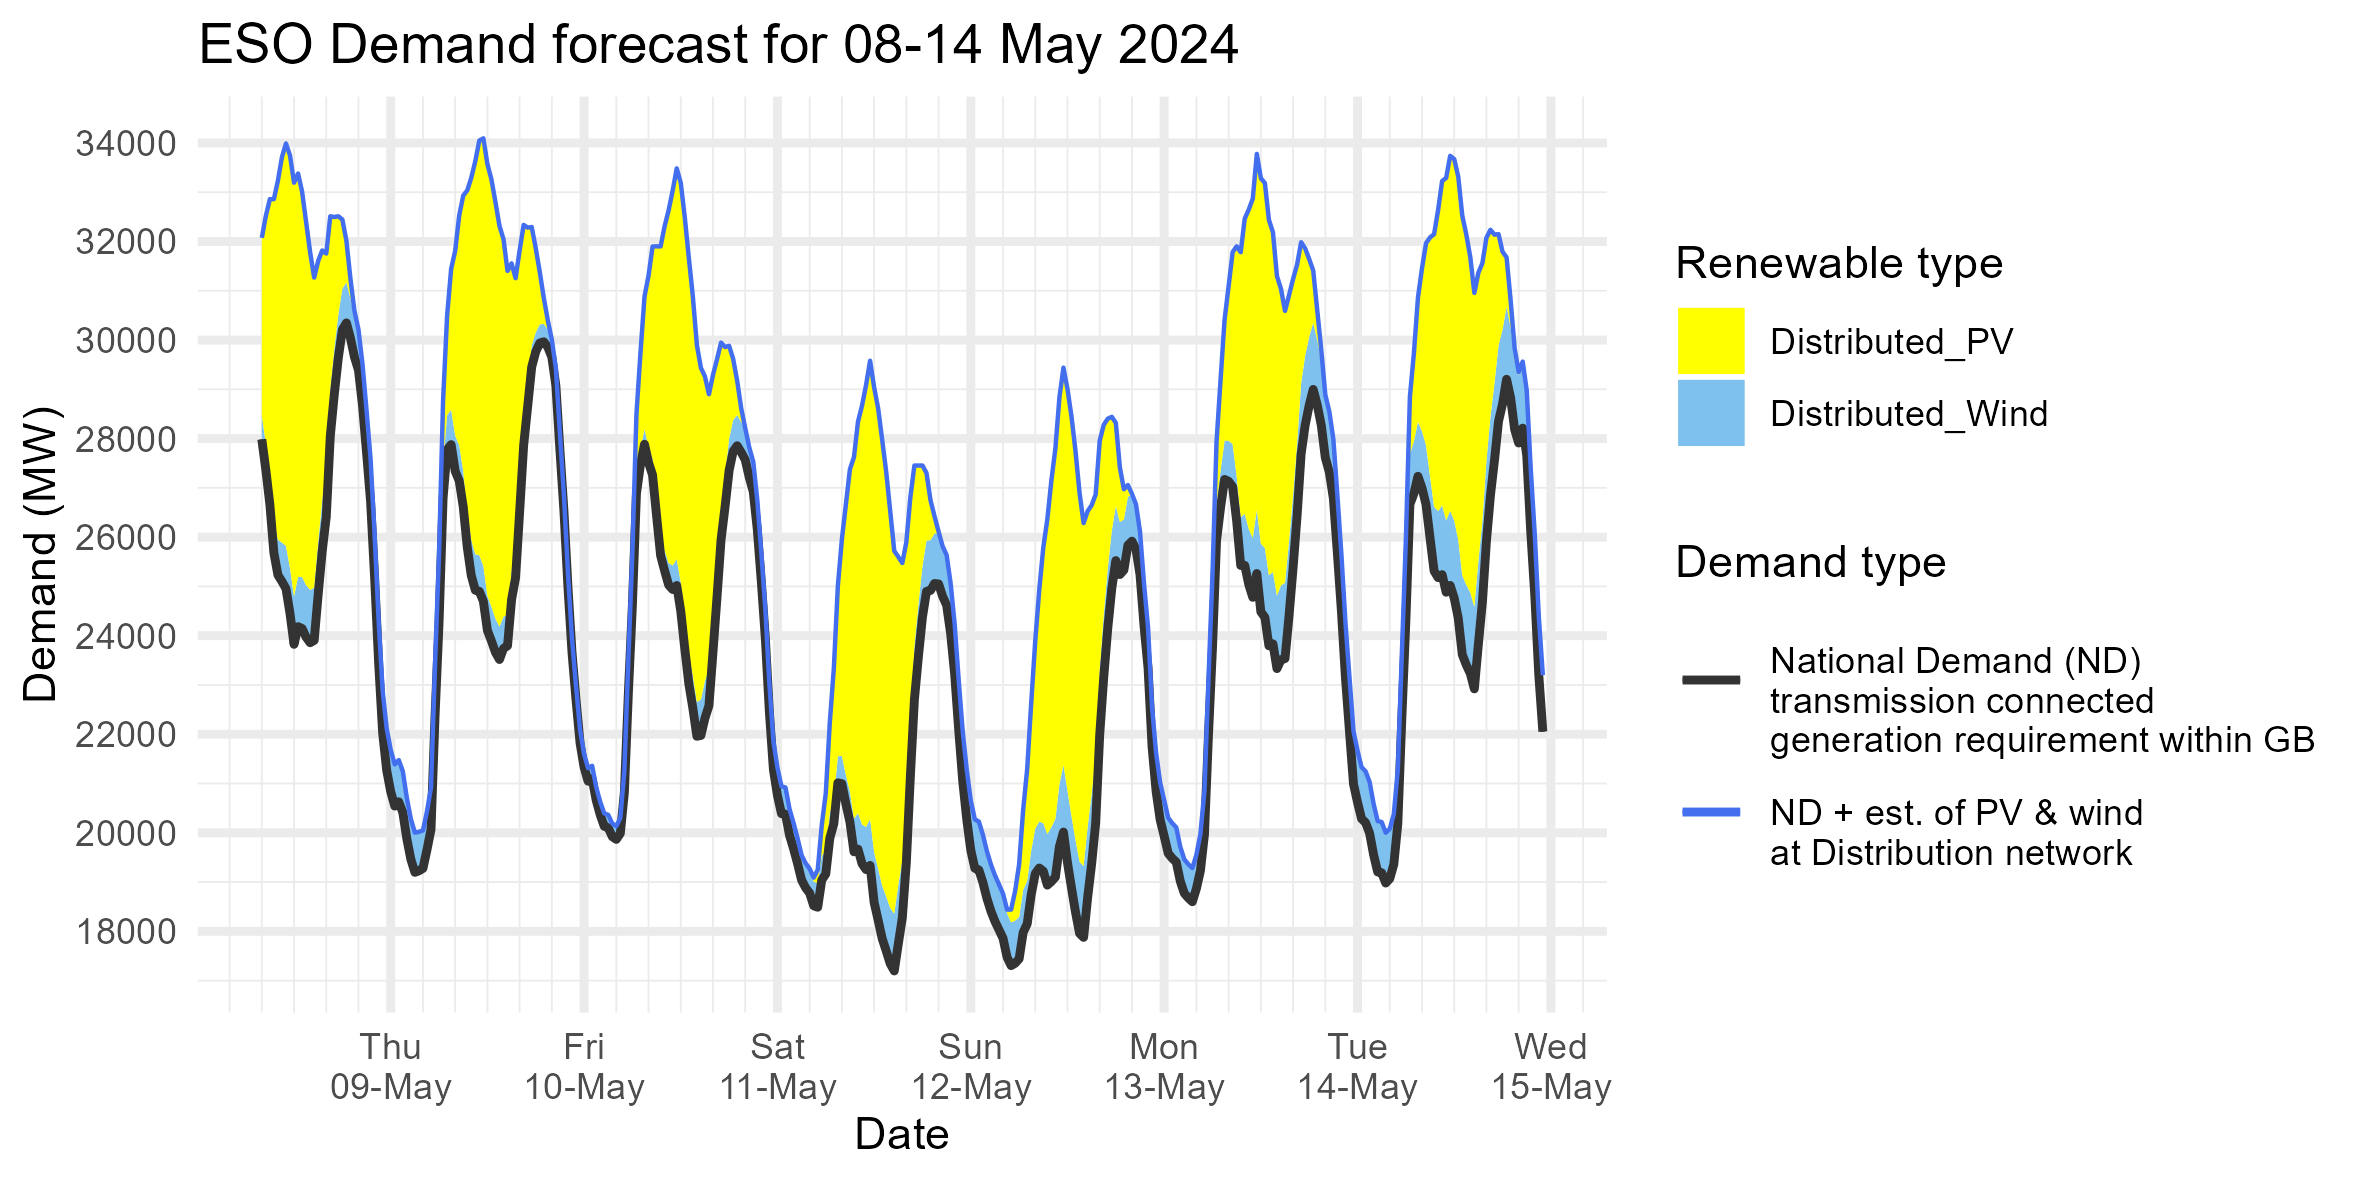 ESO Demand forecast for 08-14 May 2024
Demand (MW)
34000
32000
30000
28000
26000
24000
22000
20000
18000
Thu
09-May
Fri
10-May
Sat
11-May
Sun
12-May
Mon
13-May
Tue
14-May
Wed
15-May
Date
Renewable type
Distributed_PV
Distributed_Wind
Demand type
National Demand (ND)
transmission connected
generation requirement within GB
ND + est. of PV & wind
at Distribution network